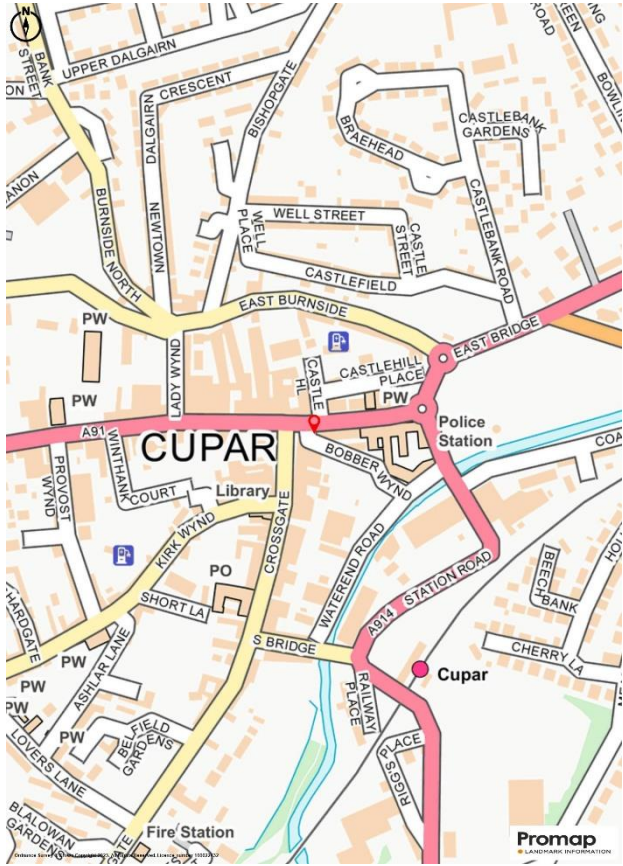 N
BANK STREET
UPPER DALGAIRN
DALGAIRN
CRESCENT
BISHOPGATE
BRAEHEAD
CASTLEBANK
GARDENS
ROAD
CASTLEBANK ROAD
BURNSIDE NORTH
NEWTOWN
WELL PLACE
WELL STREET
CASTLE STREET
CASTLEFIELD
EAST BURNSIDE
EAST BRIDGE
PW
PW
LADY WYND
CASTLE HL
CASTLEHILL
PLACE
PW
A91
CUPAR
Police
Station
PROVOST WYND
WINTHANK
COURT
Library
BOBBER WYND
KIRK WYND
CROSSGATE
PO
WATEREND ROAD
SHORT LA
A914
STATION ROAD
BEECH BANK
CHERRY LA
S BRIDGE
RAILWAY PLACE
Cupar
ASHLAR LANE
PW
PW
PW
BELFIELD
GARDENS
LOVERS LANE
RIGG'S PLACE
BLALOWAN
GARDENS
Fire Station
Promap
LANDMARK INFORMATION